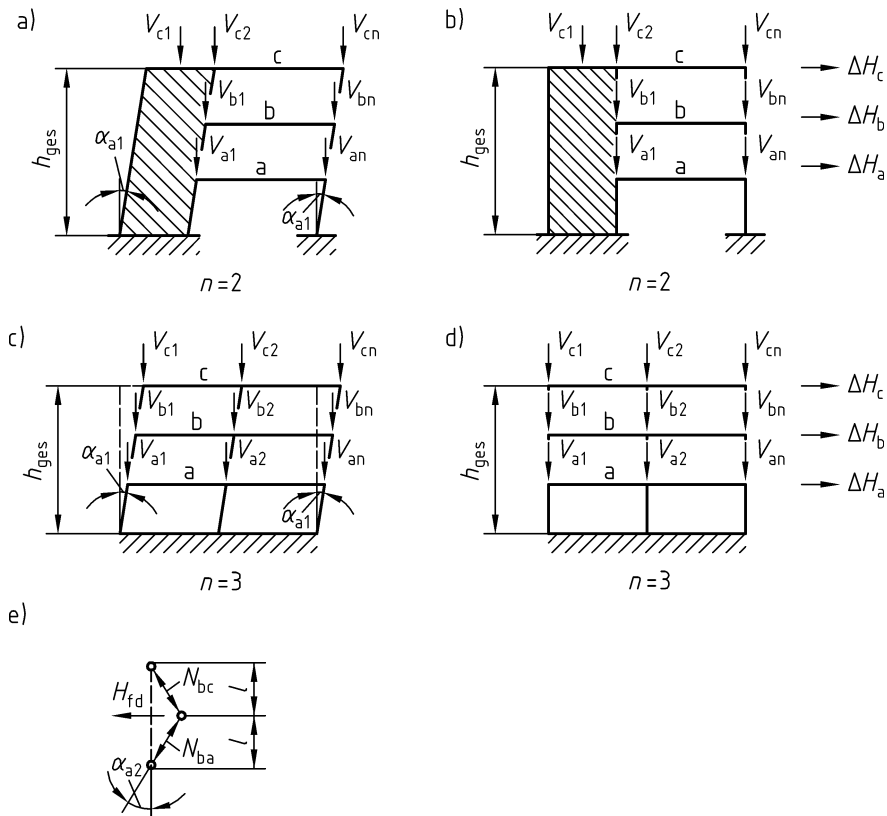 a)
V_c1 V_c2 V_cn
c
V_b1 V_bn
b
V_a1 V_an
a
h_ges
α_a1
α_a1
n = 2
b)
V_c1 V_c2 V_cn
c
ΔH_c
V_b1 V_bn
b
ΔH_b
V_a1 V_an
a
ΔH_a
h_ges
n = 2
c)
V_c1 V_c2 V_cn
c
V_b1 V_b2 V_bn
b
V_a1 V_a2 V_an
a
h_ges
α_a1
α_a1
n = 3
d)
V_c1 V_c2 V_cn
c
ΔH_c
V_b1 V_b2 V_bn
b
ΔH_b
V_a1 V_a2 V_an
a
ΔH_a
h_ges
n = 3
e)
N_bc l
H_fd
N_ba l
α_a2